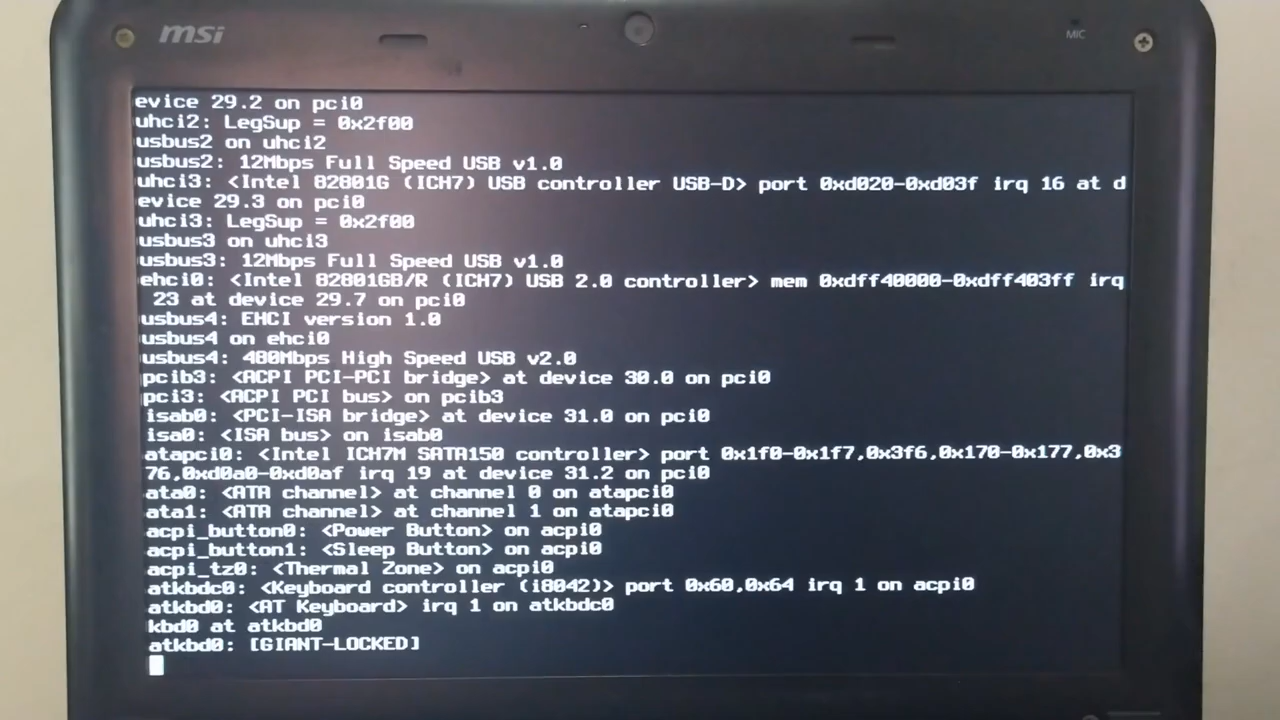 msi
MIC
evice 29.2 on pci0
uhci2: LegSup = 0x2f00
usbus2 on uhci2
usbus2: 12Mbps Full Speed USB v1.0
uhci3: <Intel 82801G (ICH7) USB controller USB-D> port 0xd020-0xd03f irq 16 at d
evice 29.3 on pci0
uhci3: LegSup = 0x2f00
usbus3 on uhci3
usbus3: 12Mbps Full Speed USB v1.0
ehci0: <Intel 82801GB/R (ICH7) USB 2.0 controller> mem 0xdff40000-0xdff403ff irq
23 at device 29.7 on pci0
usbus4: EHCI version 1.0
usbus4 on ehci0
usbus4: 480Mbps High Speed USB v2.0
pcib3: <ACPI PCI-PCI bridge> at device 30.0 on pci0
pci3: <ACPI PCI bus> on pcib3
isab0: <PCI-ISA bridge> at device 31.0 on pci0
isa0: <ISA bus> on isab0
atapci0: <Intel ICH7M SATA150 controller> port 0x1f0-0x1f7,0x3f6,0x170-0x177,0x3
76,0xd0a0-0xd0af irq 19 at device 31.2 on pci0
ata0: <ATA channel> at channel 0 on atapci0
ata1: <ATA channel> at channel 1 on atapci0
acpi_button0: <Power Button> on acpi0
acpi_button1: <Sleep Button> on acpi0
acpi_tz0: <Thermal Zone> on acpi0
atkbdc0: <Keyboard controller (i8042)> port 0x60,0x64 irq 1 on acpi0
atkbd0: <AT Keyboard> irq 1 on atkbdc0
kbd0 at atkbd0
atkbd0: [GIANT-LOCKED]